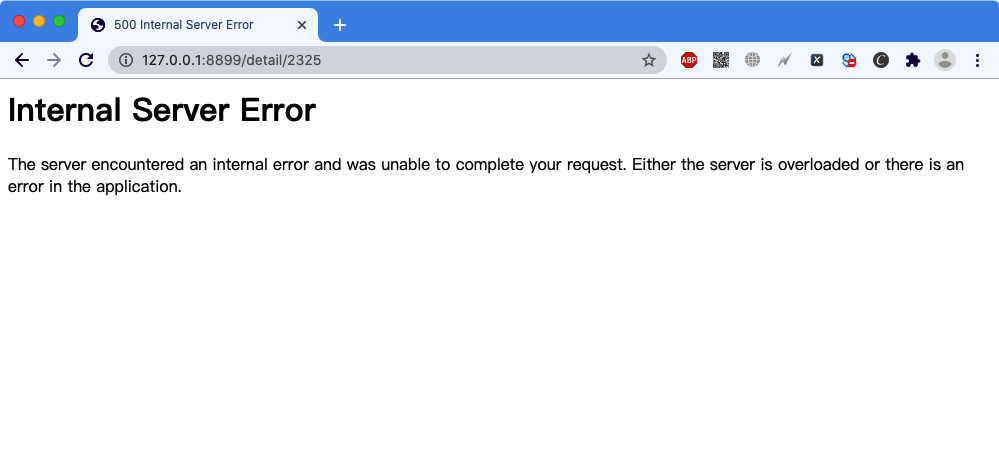 500 Internal Server Error
127.0.0.1:8899/detail/2325
ABP
X
C
Internal Server Error
The server encountered an internal error and was unable to complete your request. Either the server is overloaded or there is an
error in the application.